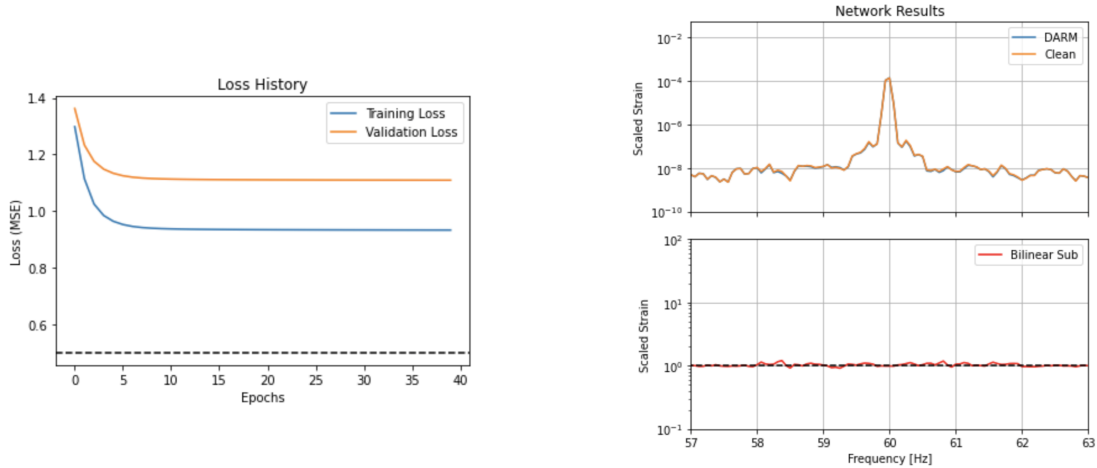 Loss History
Training Loss
Validation Loss
1.4
1.2
1.0
0.8
0.6
Loss (MSE)
0 5 10 15 20 25 30 35 40
Epochs
Network Results
DARM
Clean
10⁻²
10⁻⁴
10⁻⁶
10⁻⁸
10⁻¹⁰
Scaled Strain
Bilinear Sub
10²
10¹
10⁰
10⁻¹
Scaled Strain
57 58 59 60 61 62 63
Frequency [Hz]